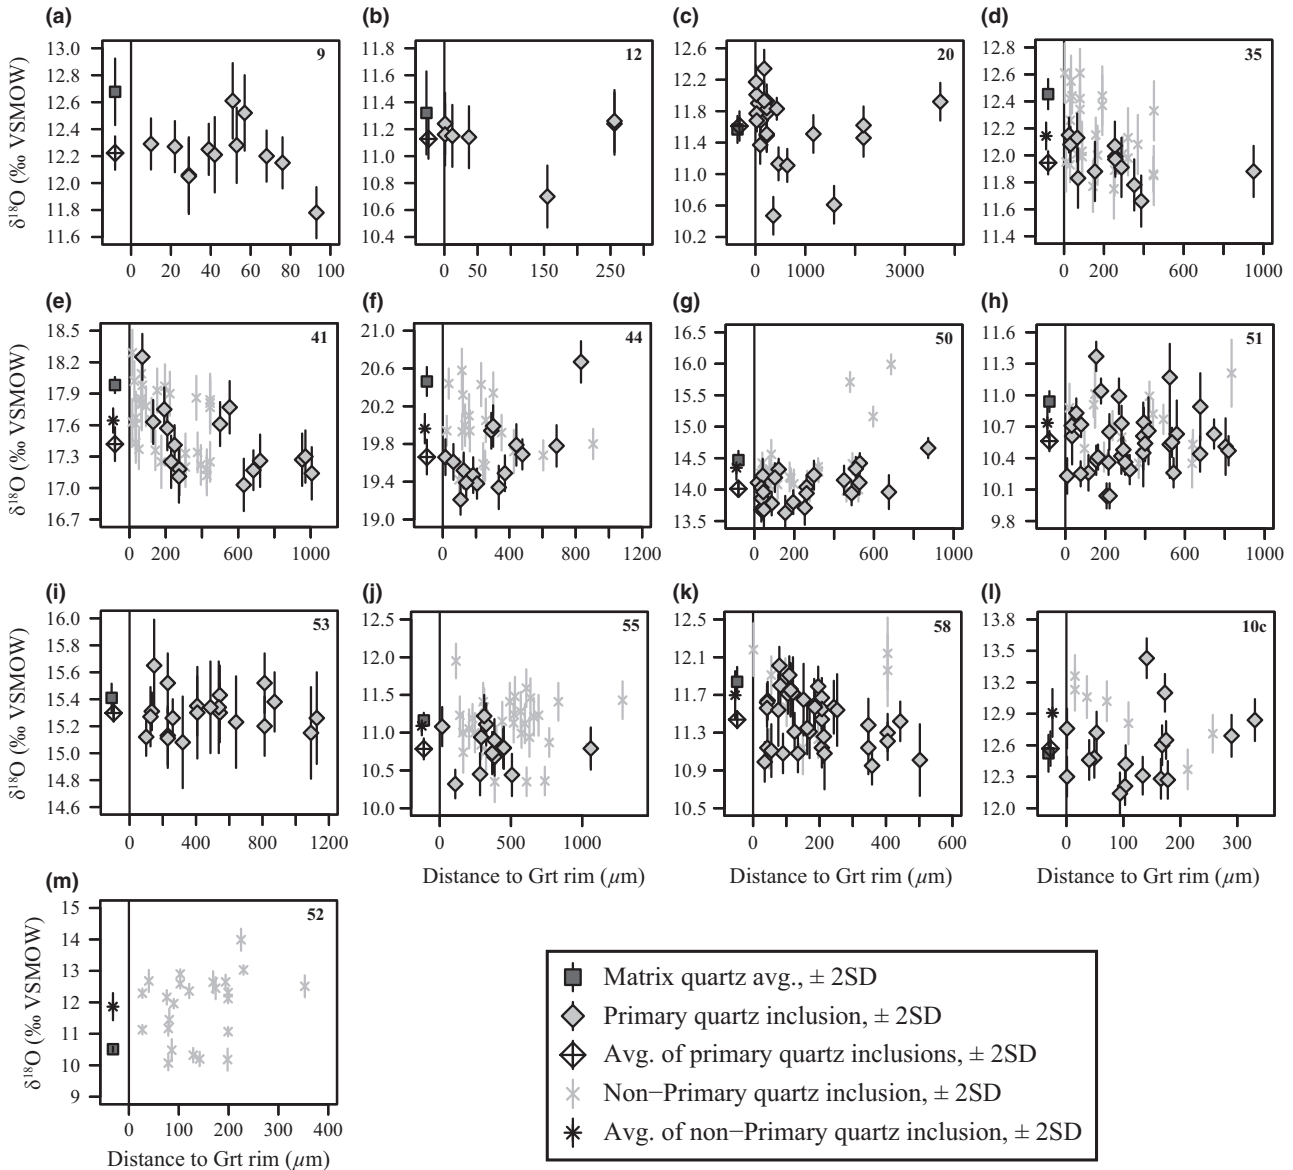 (a) (b) (c) (d)
δ¹⁸O (‰ VSMOW)
13.0 12.8 12.6 12.4 12.2 12.0 11.8 11.6
9
0 20 40 60 80 100
11.8 11.6 11.4 11.2 11.0 10.8 10.6 10.4
12
0 50 150 250
12.6 12.2 11.8 11.4 11.0 10.6 10.2
20
0 1000 3000
12.8 12.4 12.0 11.6 11.4
35
0 200 600 1000
(e) (f) (g) (h)
δ¹⁸O (‰ VSMOW)
18.5 18.2 17.9 17.6 17.3 17.0 16.7
41
0 200 600 1000
21.0 20.6 20.2 19.8 19.4 19.0
44
0 400 800 1200
16.5 16.0 15.5 15.0 14.5 14.0 13.5
50
0 200 600 1000
11.6 11.3 11.0 10.7 10.4 10.1 9.8
51
0 200 600 1000
(i) (j) (k) (l)
δ¹⁸O (‰ VSMOW)
16.0 15.8 15.6 15.4 15.2 15.0 14.8 14.6
53
0 400 800 1200
12.5 12.0 11.5 11.0 10.5 10.0
55
0 500 1000
12.5 12.1 11.7 11.3 10.9 10.5
58
0 200 400 600
13.8 13.5 13.2 12.9 12.6 12.3 12.0
10c
0 100 200 300
Distance to Grt rim (µm)
Distance to Grt rim (µm)
Distance to Grt rim (µm)
(m)
δ¹⁸O (‰ VSMOW)
15 14 13 12 11 10 9
52
0 100 200 300 400
Distance to Grt rim (µm)
Matrix quartz avg., ± 2SD
Primary quartz inclusion, ± 2SD
Avg. of primary quartz inclusions, ± 2SD
Non−Primary quartz inclusion, ± 2SD
Avg. of non−Primary quartz inclusion, ± 2SD